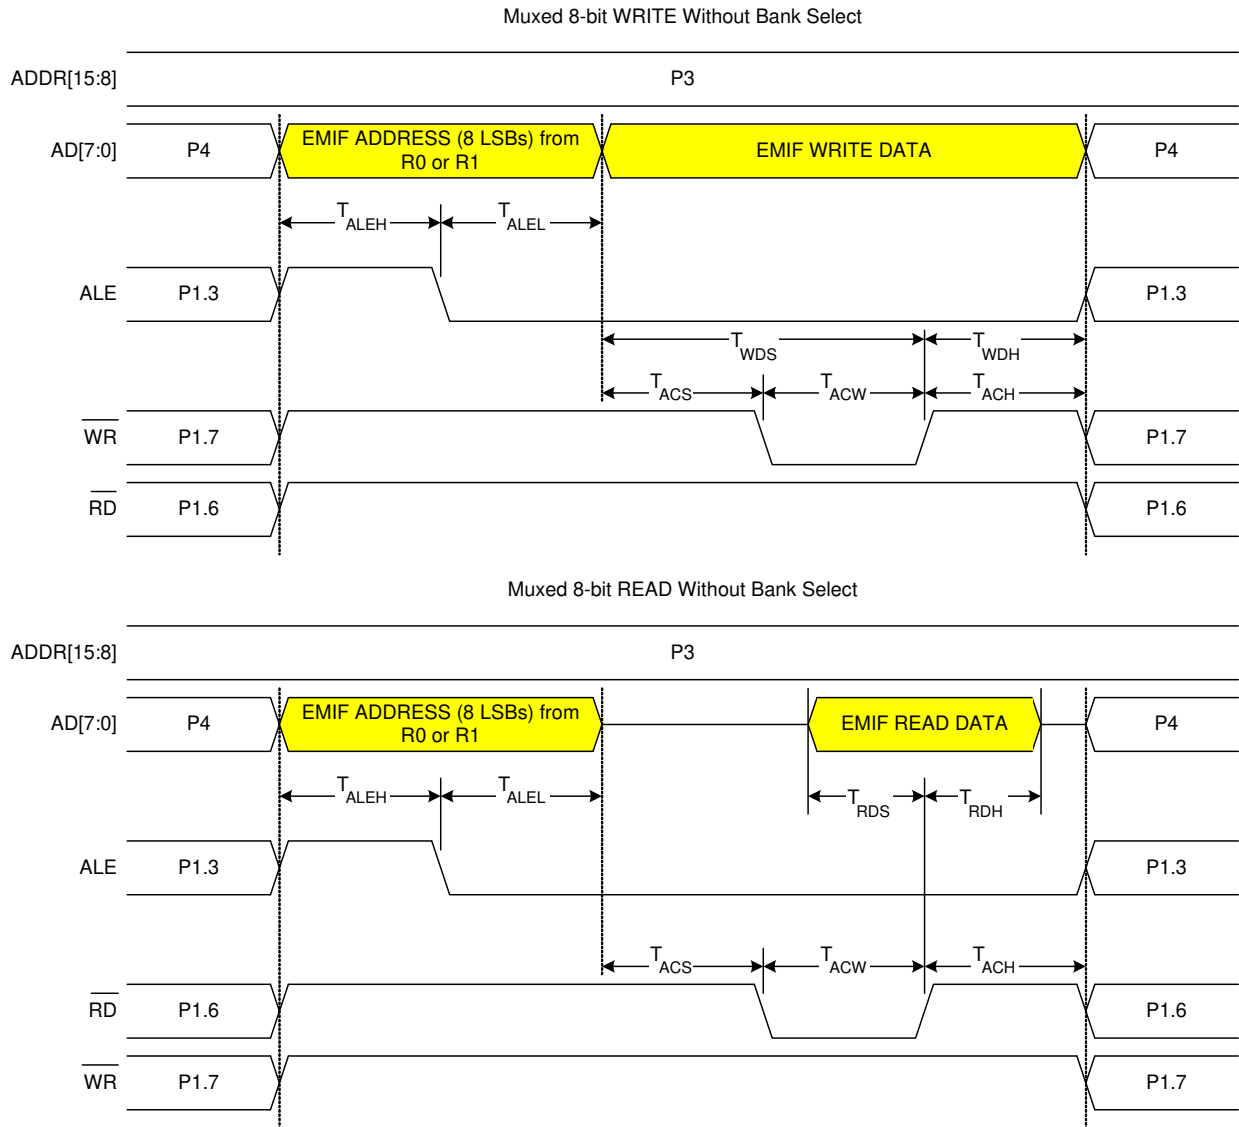 Muxed 8-bit WRITE Without Bank Select
ADDR[15:8] P3
AD[7:0] P4 EMIF ADDRESS (8 LSBs) from R0 or R1 EMIF WRITE DATA P4
TALEH TALEL
ALE P1.3 P1.3
TWDS TWDH
TACS TACW TACH
WR P1.7 P1.7
RD P1.6 P1.6
Muxed 8-bit READ Without Bank Select
ADDR[15:8] P3
AD[7:0] P4 EMIF ADDRESS (8 LSBs) from R0 or R1 EMIF READ DATA P4
TALEH TALEL TRDS TRDH
ALE P1.3 P1.3
TACS TACW TACH
RD P1.6 P1.6
WR P1.7 P1.7